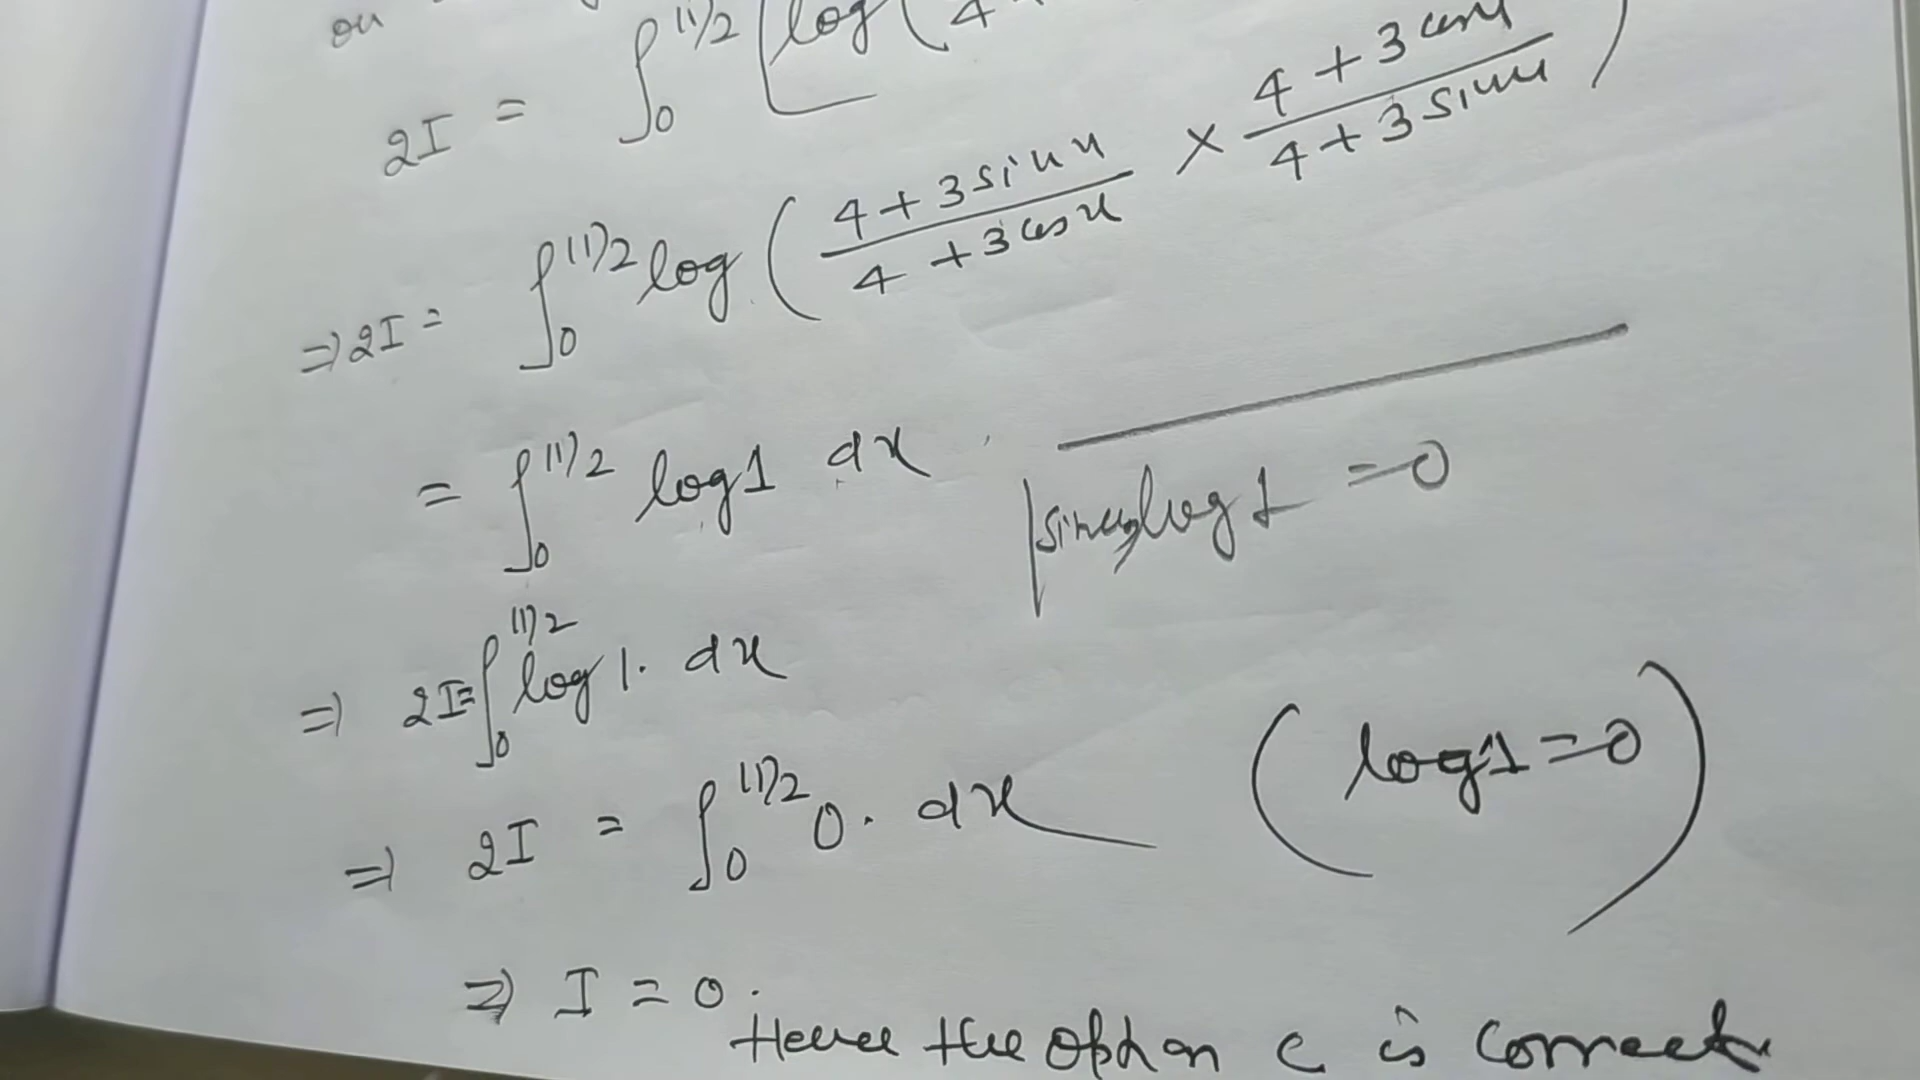 2I = ∫₀^π/2 [log(4
⇒ 2I = ∫₀^π/2 log ( (4 + 3 sin x)/(4 + 3 cos x) × (4 + 3 cos x)/(4 + 3 sin x) )
= ∫₀^π/2 log 1 dx
since, log 1 = 0
⇒ 2I = ∫₀^π/2 log 1. dx
⇒ 2I = ∫₀^π/2 0. dx (log 1 = 0)
⇒ I = 0.
Hence the option c is correct